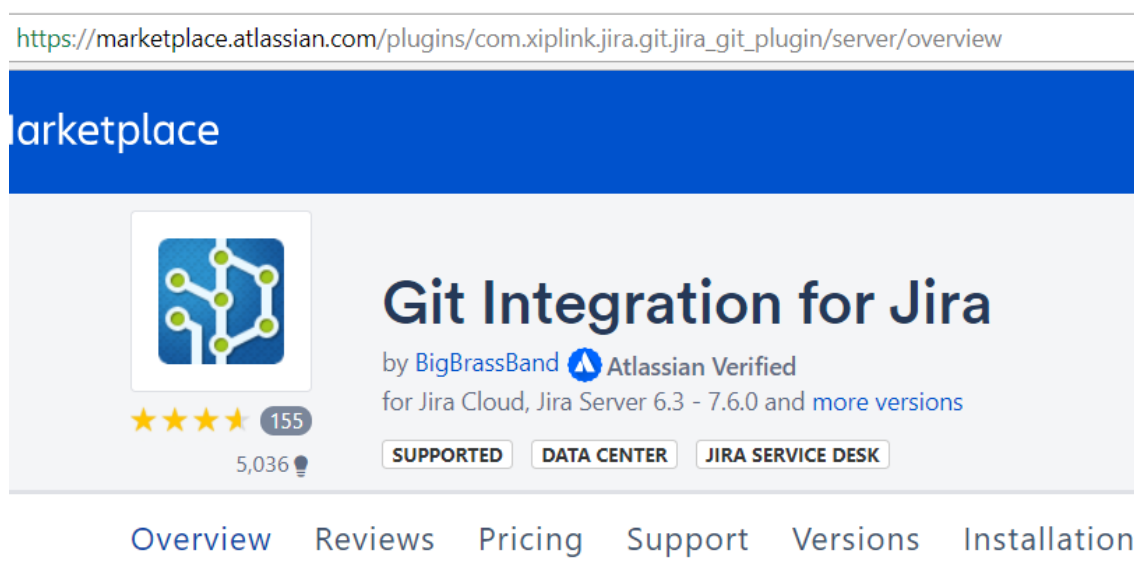 https://marketplace.atlassian.com/plugins/com.xiplink.jira.git.jira_git_plugin/server/overview
arketplace
Git Integration for Jira
by BigBrassBand Atlassian Verified
for Jira Cloud, Jira Server 6.3 - 7.6.0 and more versions
155
5,036
SUPPORTED DATA CENTER JIRA SERVICE DESK
Overview Reviews Pricing Support Versions Installation